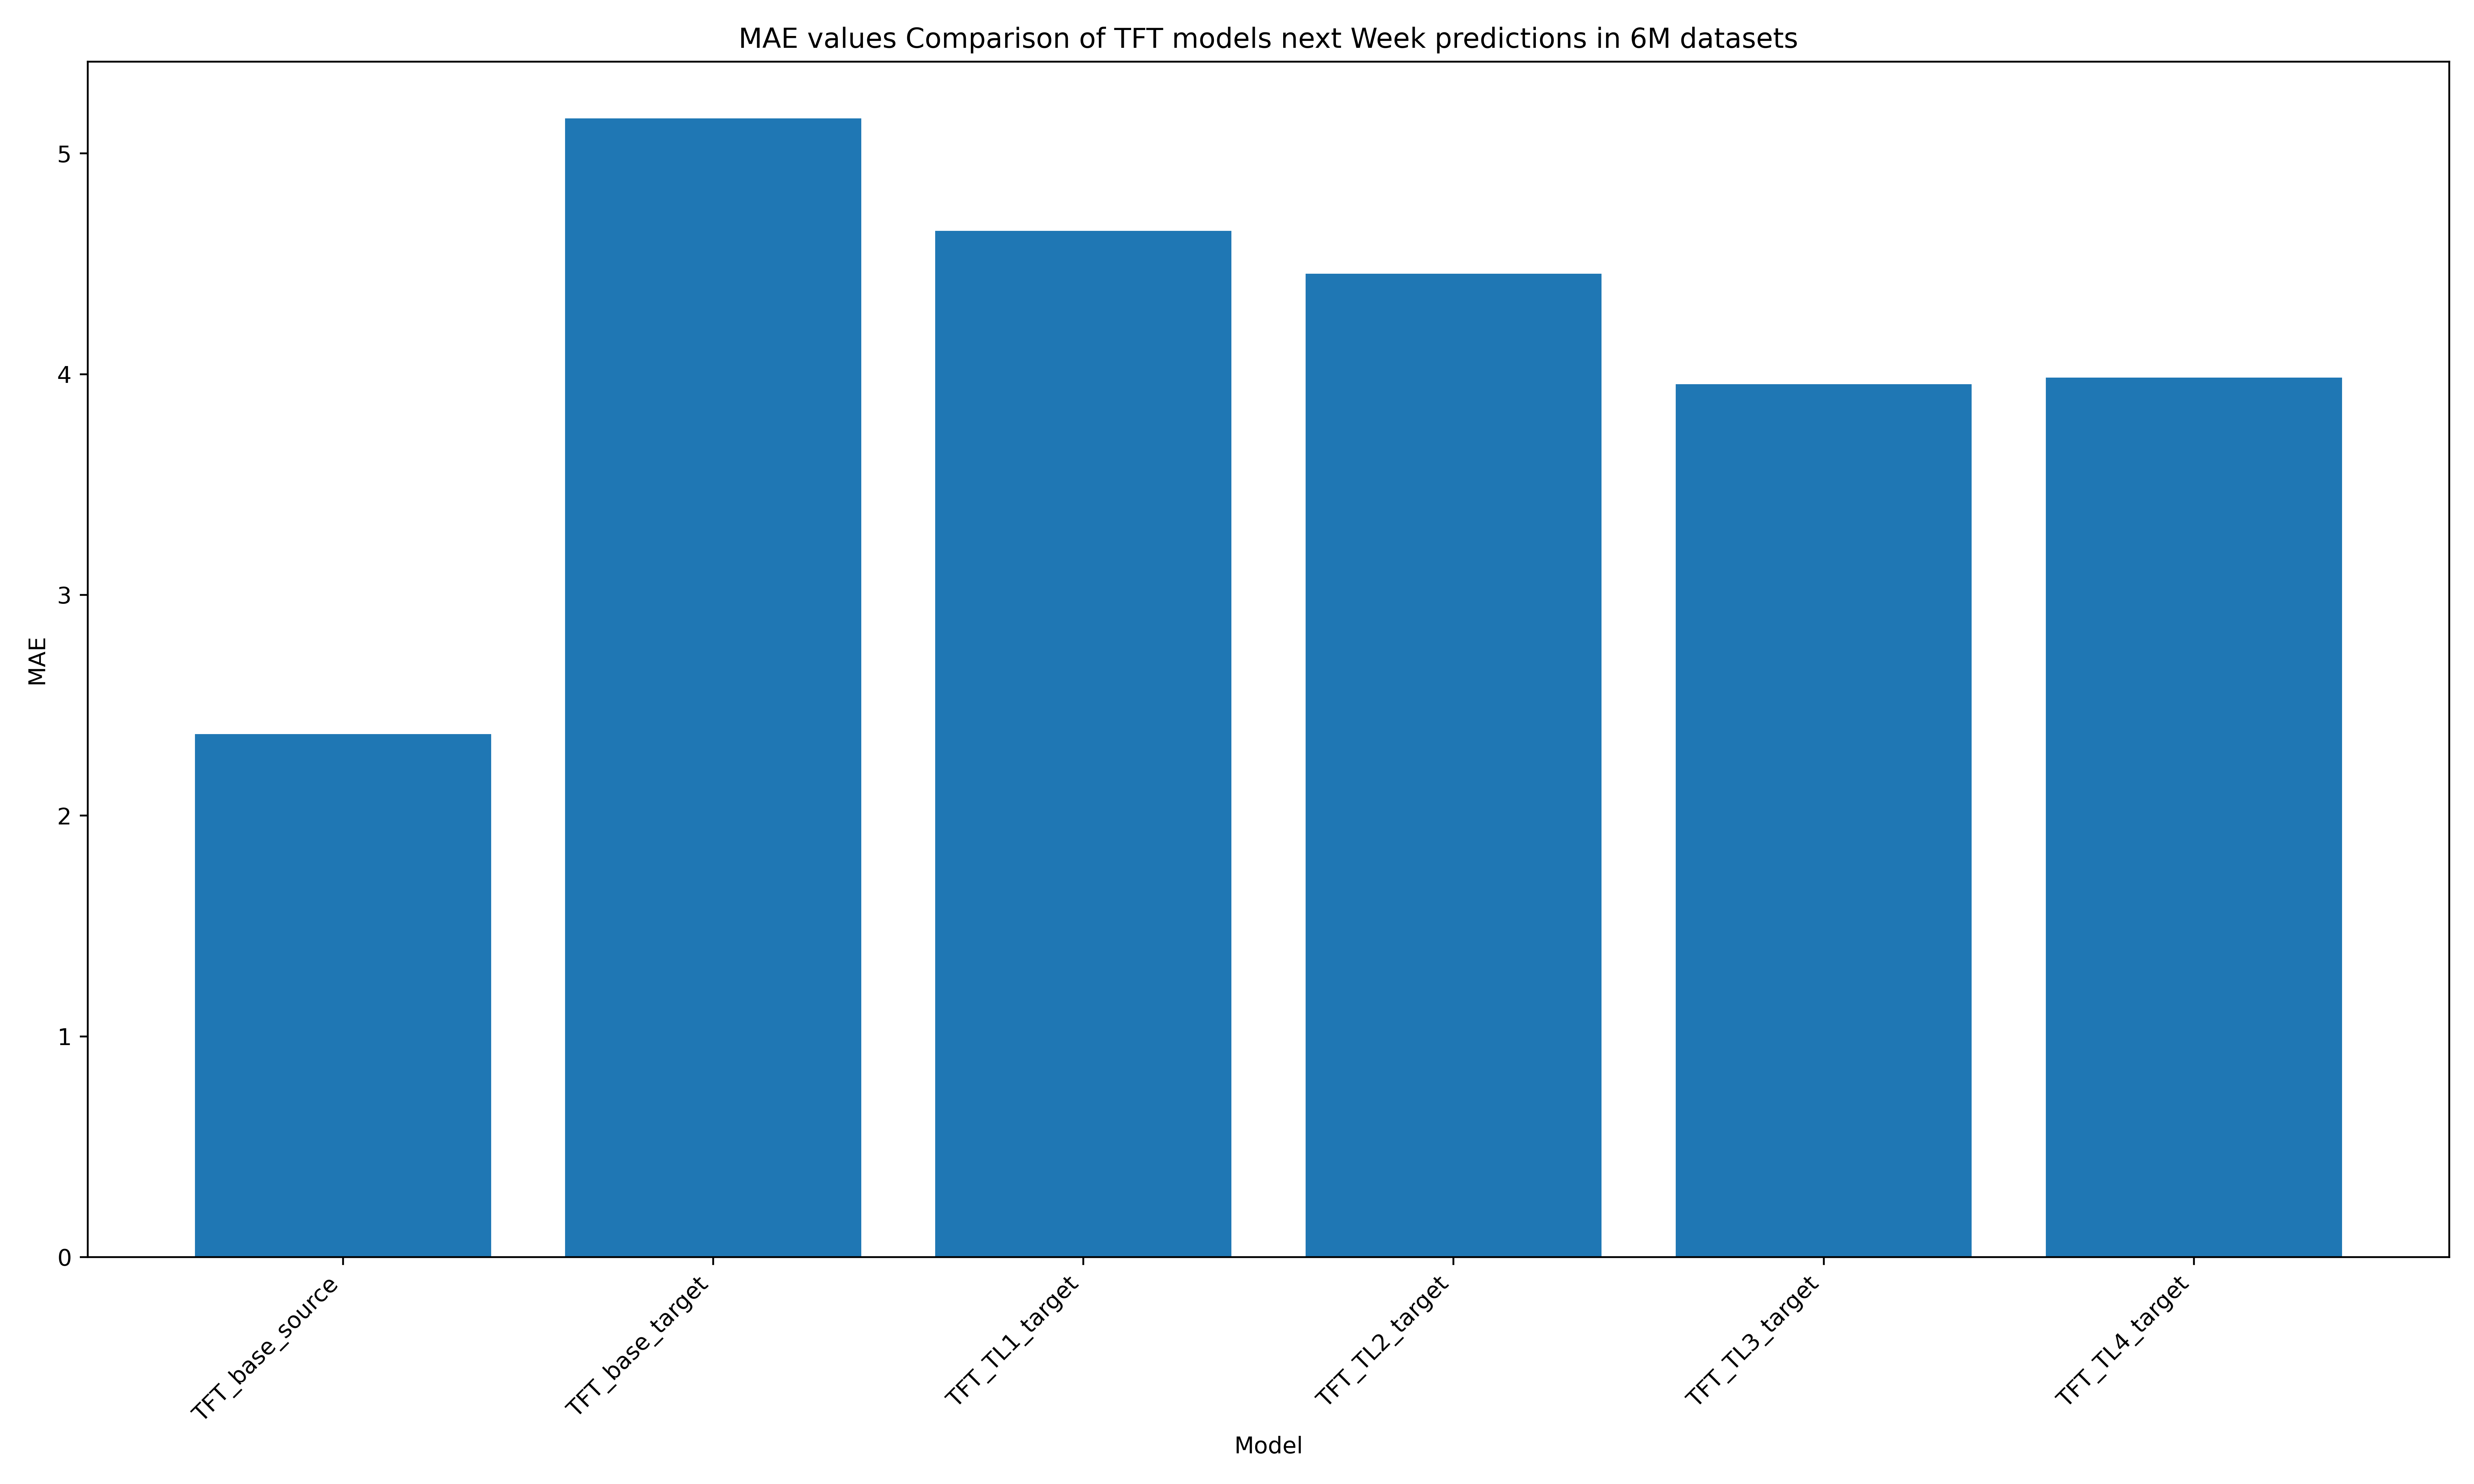 MAE values Comparison of TFT models next Week predictions in 6M datasets
MAE
5
4
3
2
1
0
TFT_base_source
TFT_base_target
TFT_TL1_target
TFT_TL2_target
TFT_TL3_target
TFT_TL4_target
Model